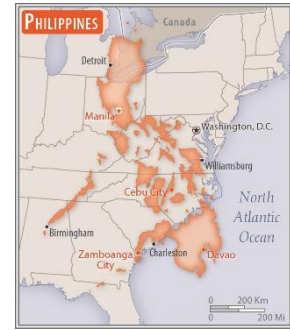 PHILIPPINES
Canada
Detroit
Manila
Washington, D.C.
Williamsburg
Cebu City
North
Atlantic
Ocean
Birmingham
Zamboanga
City
Charleston
Davao
0 200 Km
0 200 Mi